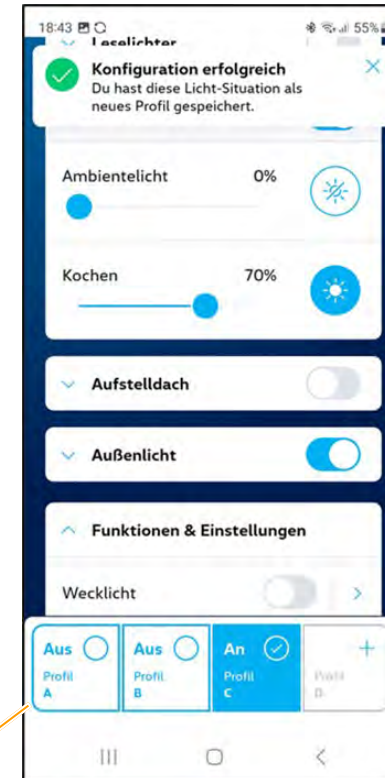 18:43 55%
Leselichter
Konfiguration erfolgreich
Du hast diese Licht-Situation als
neues Profil gespeichert.
Ambientelicht 0%
Kochen 70%
Aufstelldach
Außenlicht
Funktionen & Einstellungen
Wecklicht
Aus Aus An
Profil Profil Profil Profil
A B C D